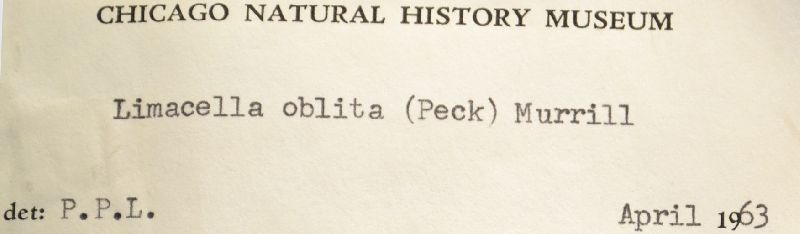 CHICAGO NATURAL HISTORY MUSEUM
Limacella oblita (Peck) Murrill
det: P.P.L. April 1963